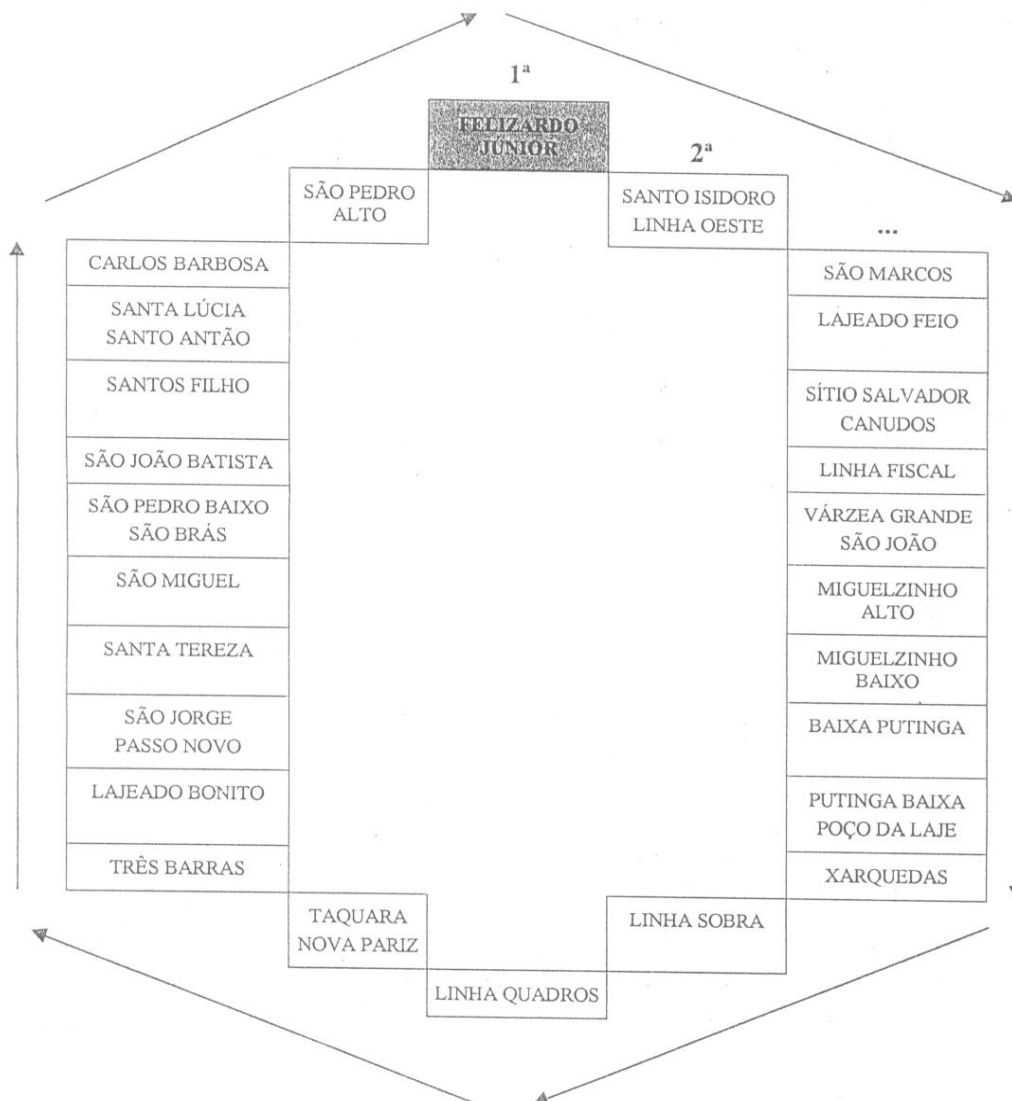 1ª
FELIZARDO
JÚNIOR
2ª
SANTO ISIDORO
LINHA OESTE
...
SÃO MARCOS
LAJEADO FEIO
SÍTIO SALVADOR
CANUDOS
LINHA FISCAL
VÁRZEA GRANDE
SÃO JOÃO
MIGUELZINHO
ALTO
MIGUELZINHO
BAIXO
BAIXA PUTINGA
PUTINGA BAIXA
POÇO DA LAJE
XARQUEDAS
LINHA SOBRA
LINHA QUADROS
TAQUARA
NOVA PARIZ
TRÊS BARRAS
LAJEADO BONITO
SÃO JORGE
PASSO NOVO
SANTA TEREZA
SÃO MIGUEL
SÃO PEDRO BAIXO
SÃO BRÁS
SÃO JOÃO BATISTA
SANTOS FILHO
SANTA LÚCIA
SANTO ANTÃO
CARLOS BARBOSA
SÃO PEDRO
ALTO